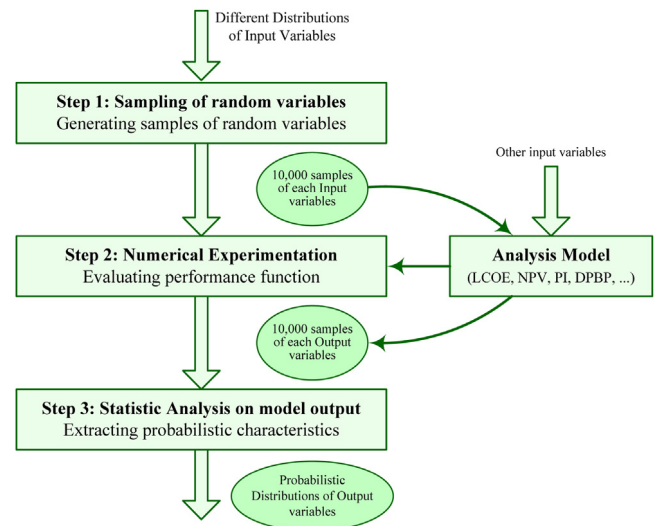 Different Distributions
of Input Variables
Step 1: Sampling of random variables
Generating samples of random variables
10,000 samples
of each Input
variables
Other input variables
Step 2: Numerical Experimentation
Evaluating performance function
Analysis Model
(LCOE, NPV, PI, DPBP, ...)
10,000 samples
of each Output
variables
Step 3: Statistic Analysis on model output
Extracting probabilistic characteristics
Probabilistic
Distributions of Output
variables